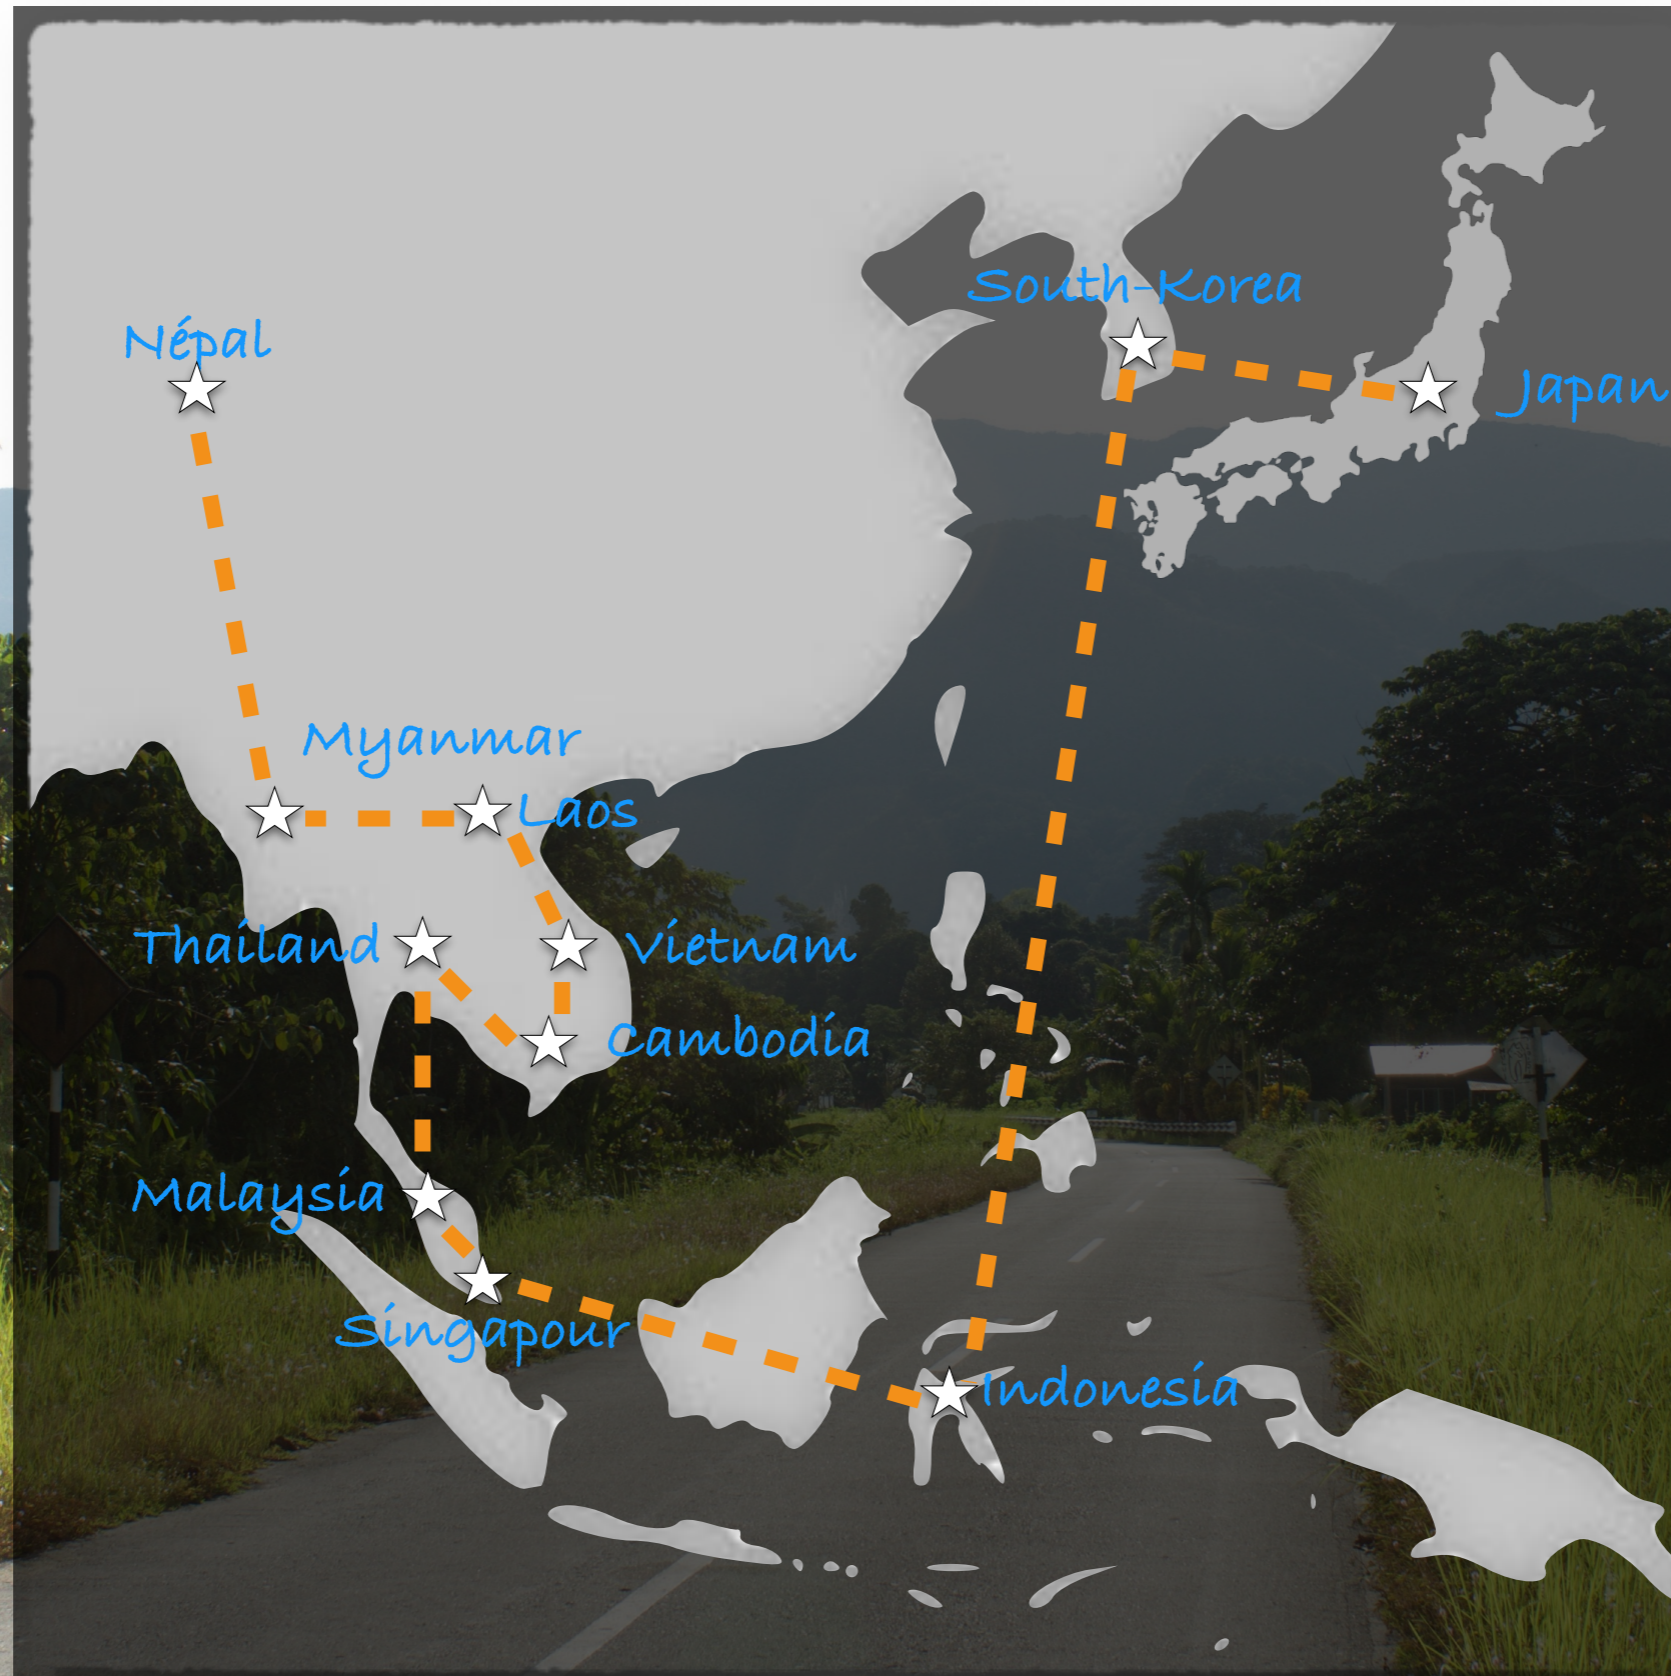 South-Korea
Népal
Japan
Myanmar
Laos
Thailand
Vietnam
Cambodia
Malaysia
Singapour
Indonesia